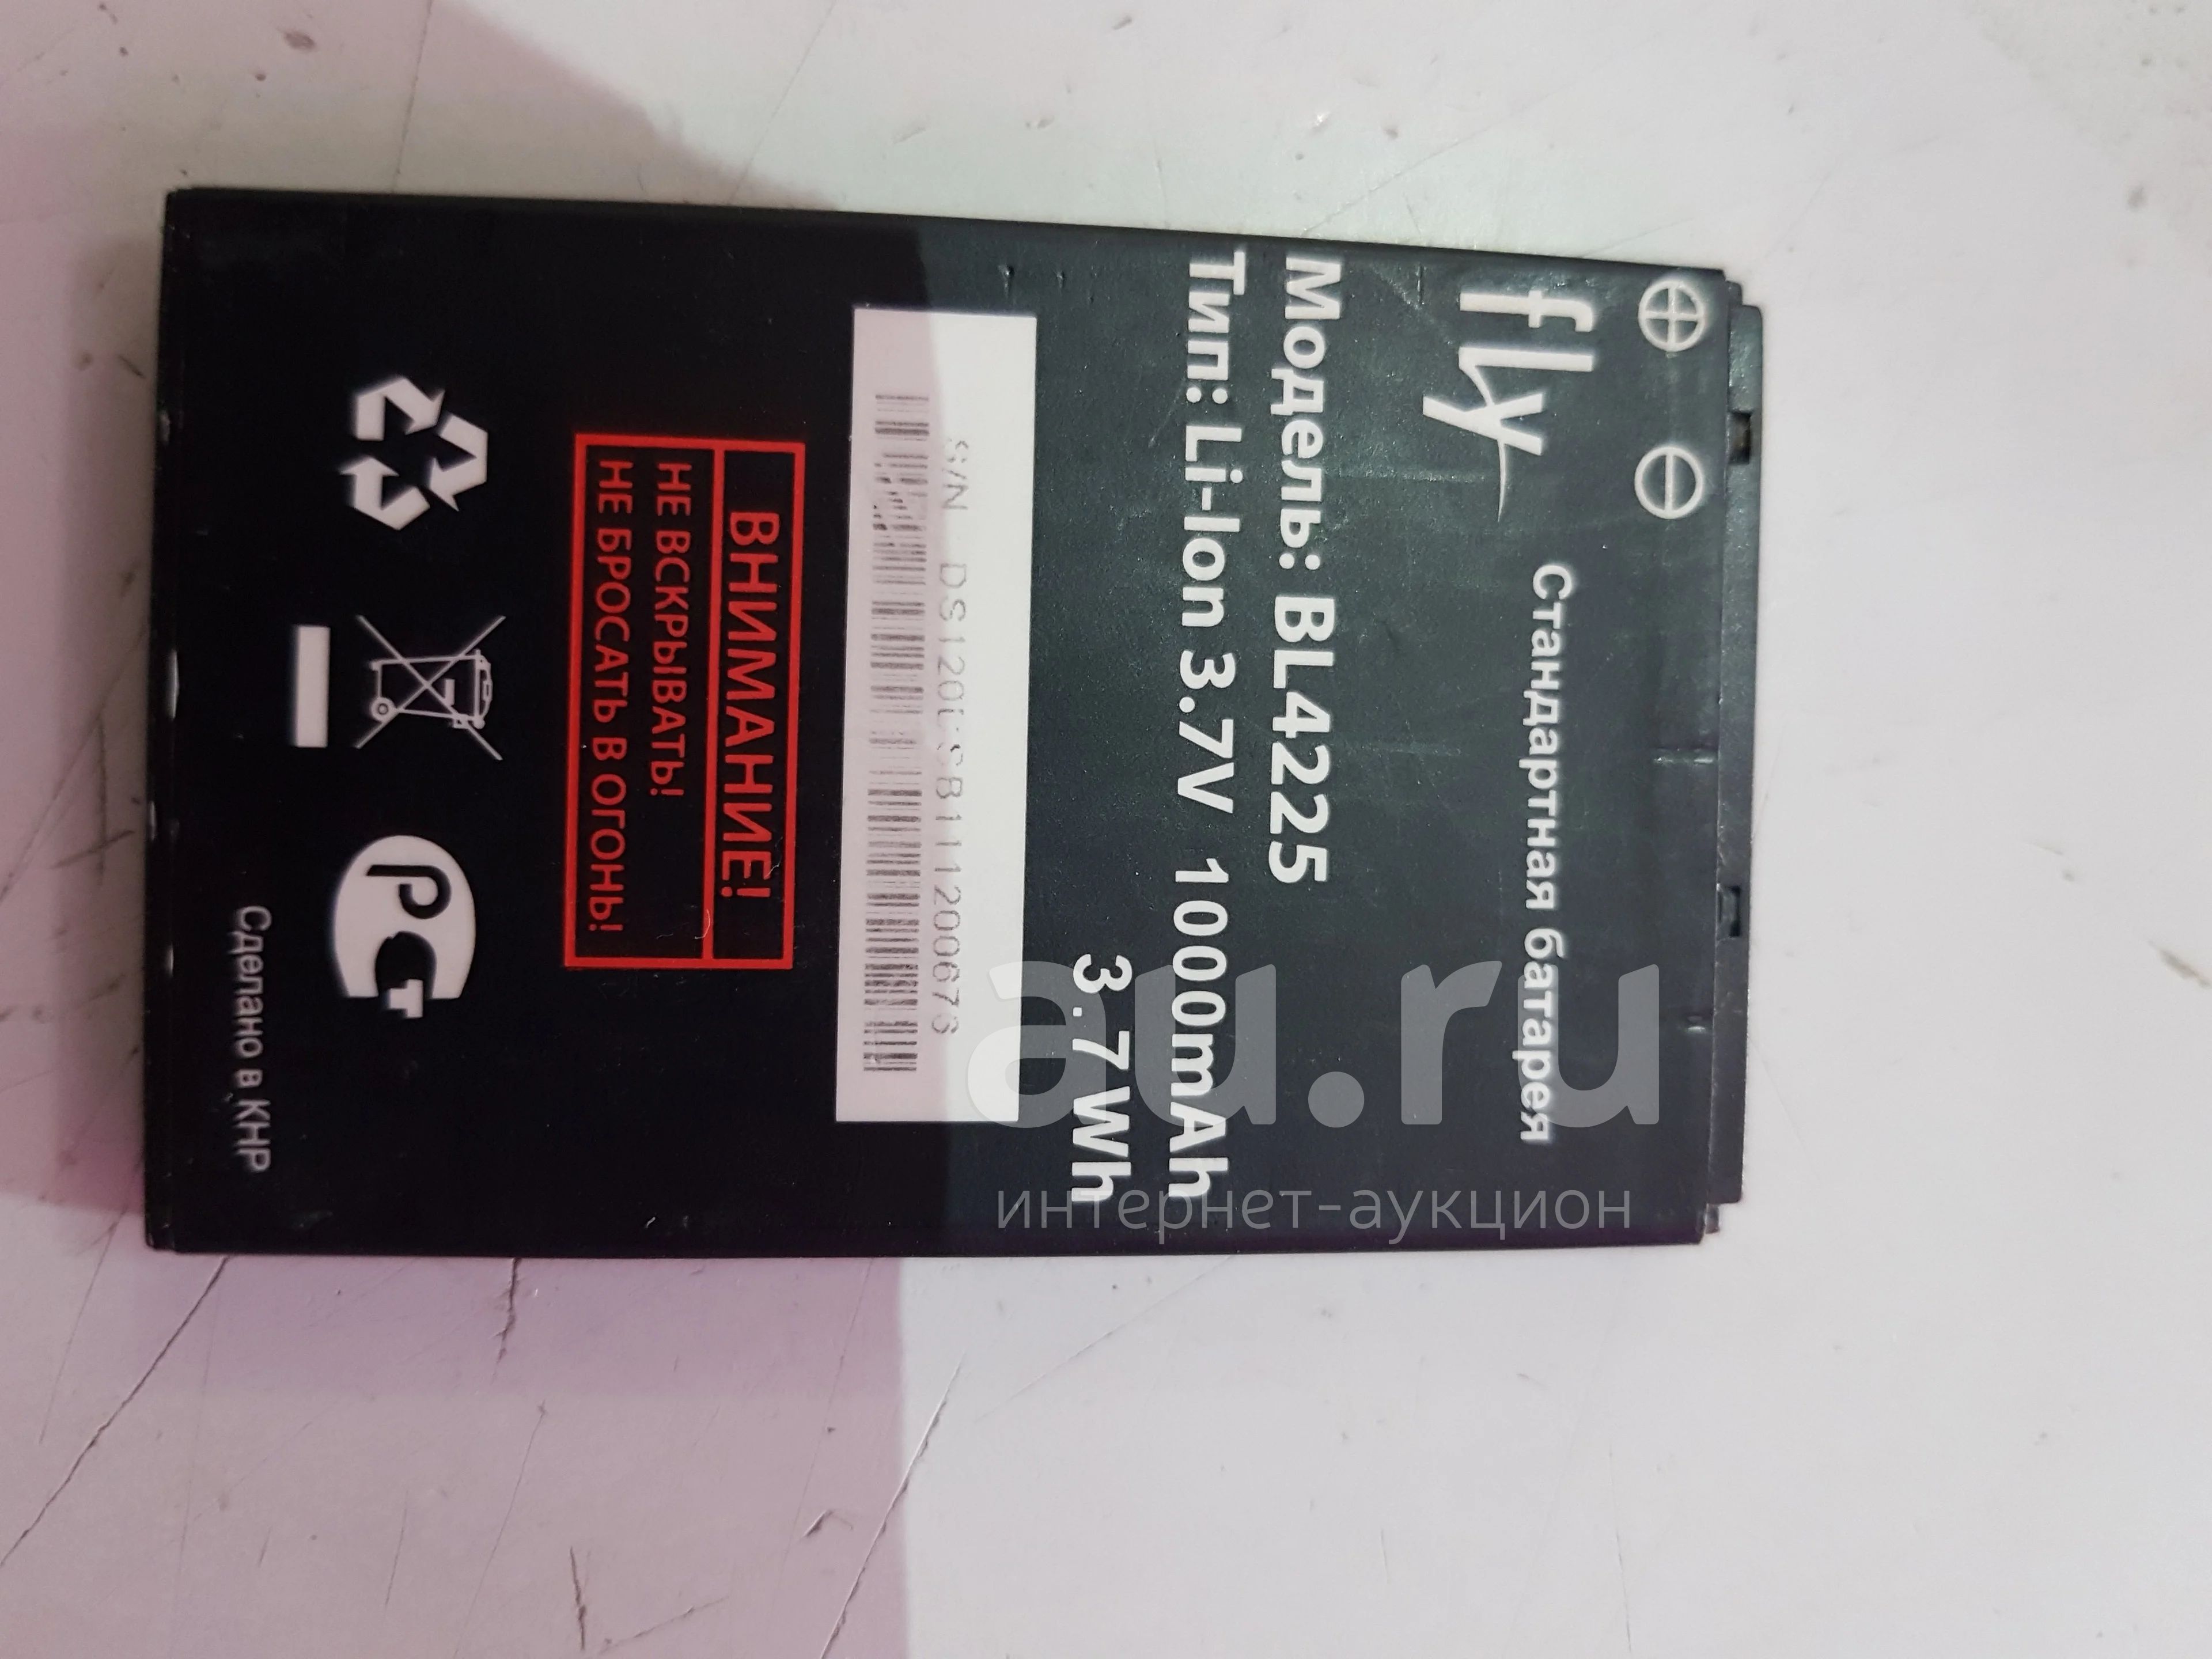 fly
Стандартная батарея
Модель: BL4225
Тип: Li-Ion 3.7V 1000mAh
3.7Wh
S/N
ВНИМАНИЕ!
НЕ ВСКРЫВАТЬ!
НЕ БРОСАТЬ В ОГОНЬ!
РСТ
Сделано в КНР
au.ru
интернет-аукцион